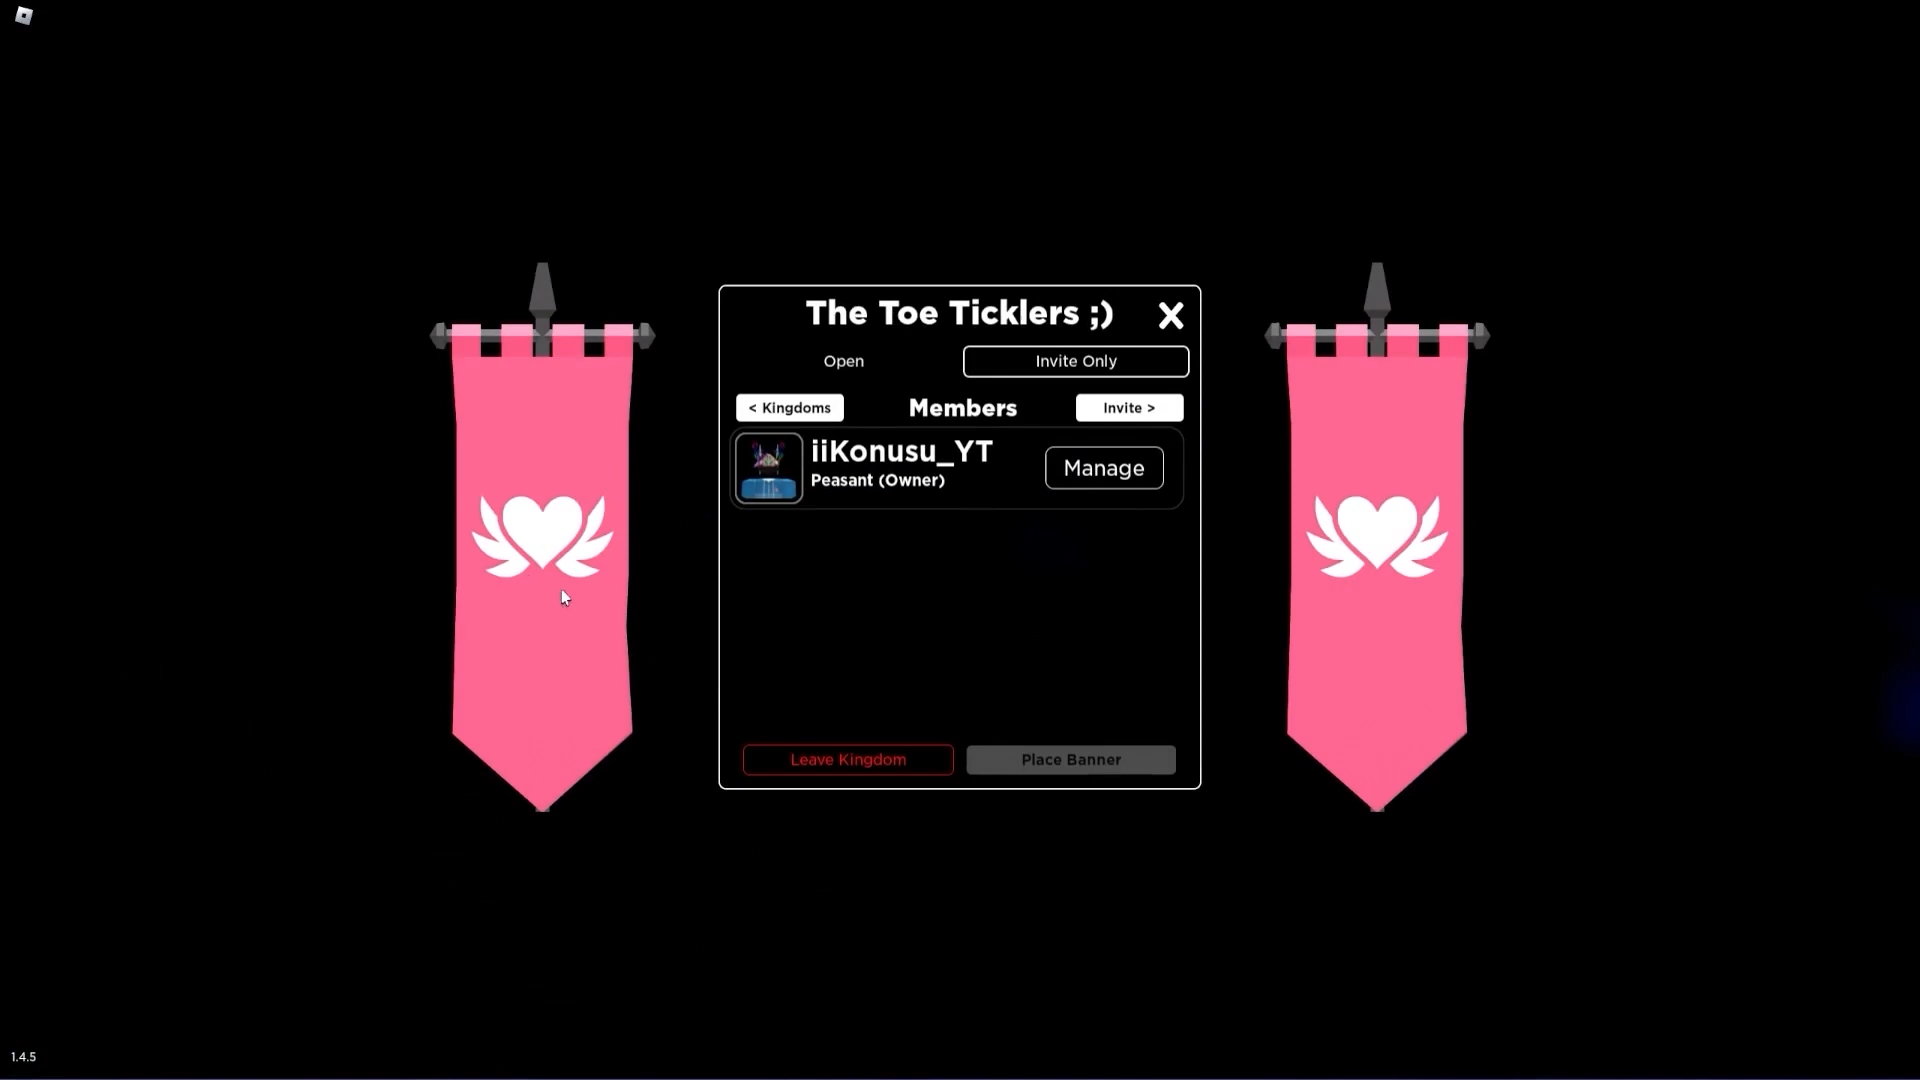 The Toe Ticklers ;)
X
Open
Invite Only
< Kingdoms
Members
Invite >
iiKonusu_YT
Manage
Peasant (Owner)
Leave Kingdom
Place Banner
1.4.5